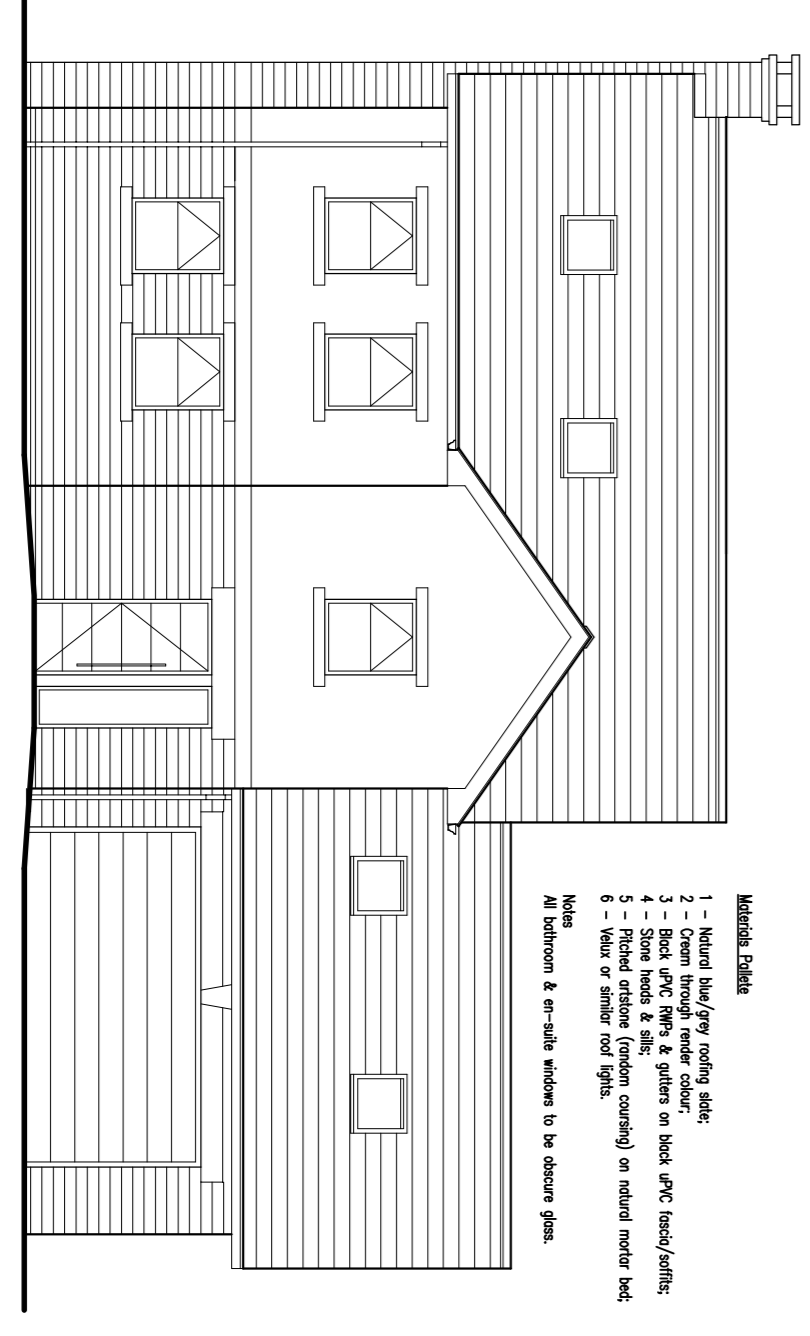 Materials Pallete
1 - Natural blue/grey roofing slate;
2 - Cream through render colour;
3 - Black uPVC RWPs & gutters on black uPVC fascia/soffits;
4 - Stone heads & sills;
5 - Pitched artstone (random coursing) on natural mortar bed;
6 - Velux or similar roof lights.
Notes
All bathroom & en-suite windows to be obscure glass.